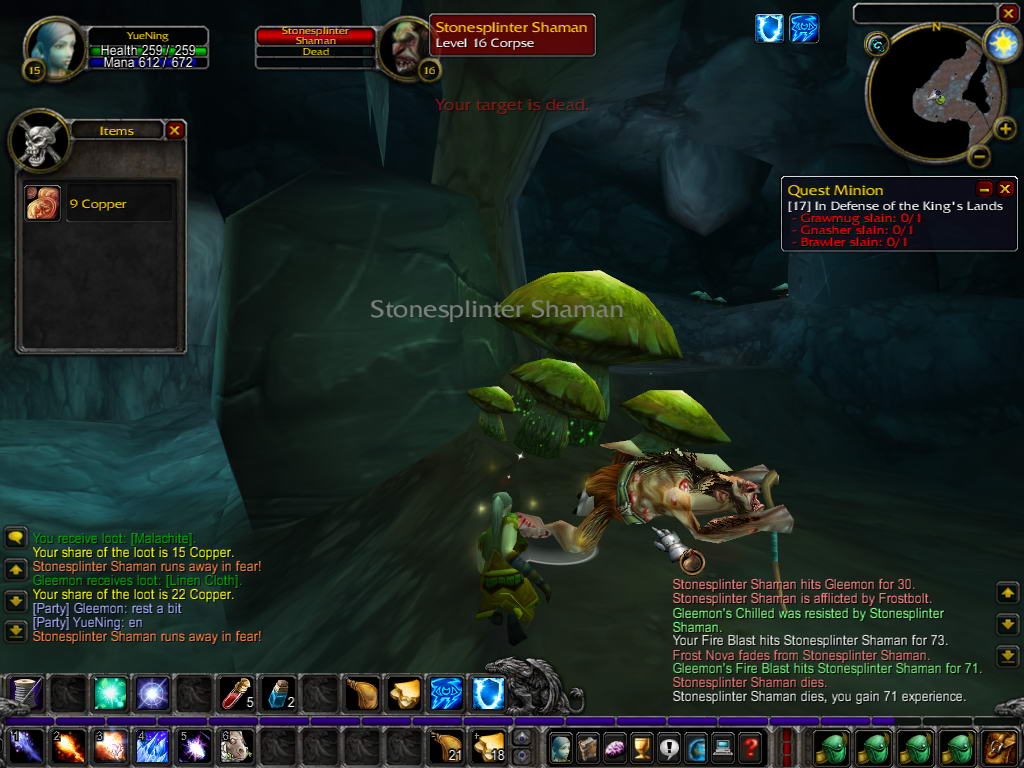 YueNing
Health 259 / 259
Mana 612 / 672
15
Stonesplinter
Shaman
Dead
16
Stonesplinter Shaman
Level 16 Corpse
N
Your target is dead.
Items
9 Copper
Quest Minion
[17] In Defense of the King's Lands
- Grawmug slain: 0/1
- Gnasher slain: 0/1
- Brawler slain: 0/1
Stonesplinter Shaman
You receive loot: [Malachite].
Your share of the loot is 15 Copper.
Stonesplinter Shaman runs away in fear!
Gleemon receives loot: [Linen Cloth].
Your share of the loot is 22 Copper.
[Party] Gleemon: rest a bit
[Party] YueNing: en
Stonesplinter Shaman runs away in fear!
Stonesplinter Shaman hits Gleemon for 30.
Stonesplinter Shaman is afflicted by Frostbolt.
Gleemon's Chilled was resisted by Stonesplinter
Shaman.
Your Fire Blast hits Stonesplinter Shaman for 73.
Frost Nova fades from Stonesplinter Shaman.
Gleemon's Fire Blast hits Stonesplinter Shaman for 71.
Stonesplinter Shaman dies.
Stonesplinter Shaman dies, you gain 71 experience.
5 2
1 2 3 4 5 6 21 18